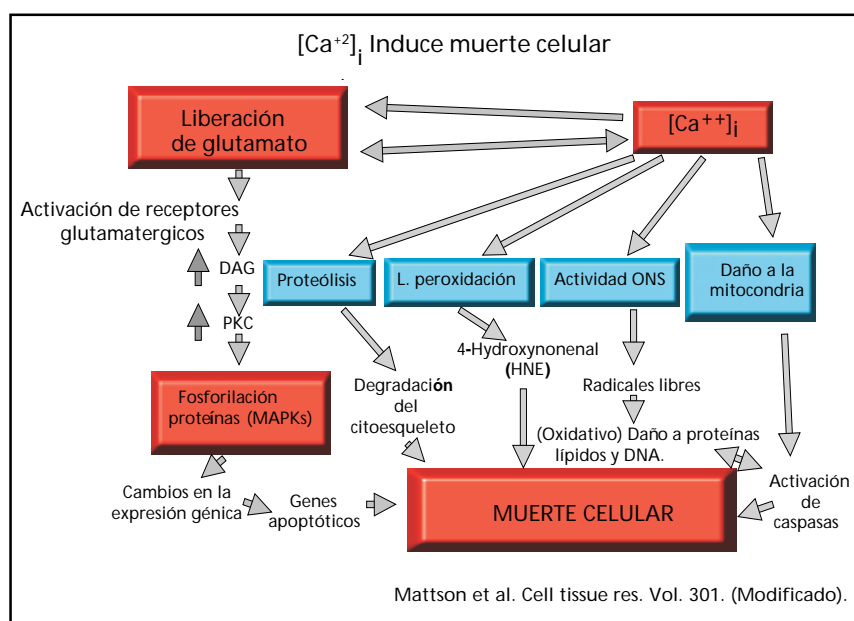 [Ca⁺²]i Induce muerte celular
Liberación
de glutamato
[Ca⁺⁺]i
Activación de receptores
glutamatergicos
DAG
PKC
Proteólisis
L. peroxidación
Actividad ONS
Daño a la
mitocondria
4-Hydroxynonenal
(HNE)
Fosforilación
proteínas (MAPKs)
Degradación
del
citoesqueleto
Radicales libres
(Oxidativo) Daño a proteínas
lípidos y DNA.
Cambios en la
expresión génica
Genes
apoptóticos
MUERTE CELULAR
Activación
de
caspasas
Mattson et al. Cell tissue res. Vol. 301. (Modificado).